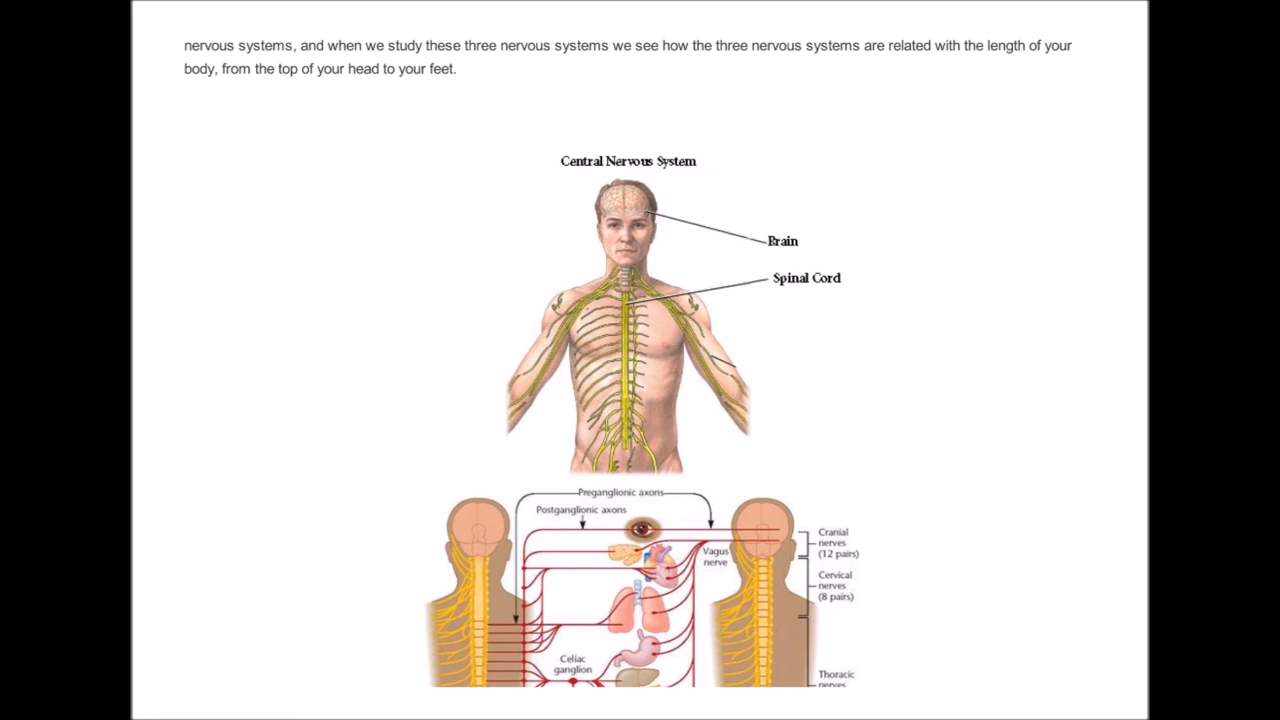 nervous systems, and when we study these three nervous systems we see how the three nervous systems are related with the length of your
body, from the top of your head to your feet.
Central Nervous System
Brain
Spinal Cord
Preganglionic axons
Postganglionic axons
Cranial
nerves
(12 pairs)
Vagus
nerve
Cervical
nerves
(8 pairs)
Celiac
ganglion
Thoracic
nerves